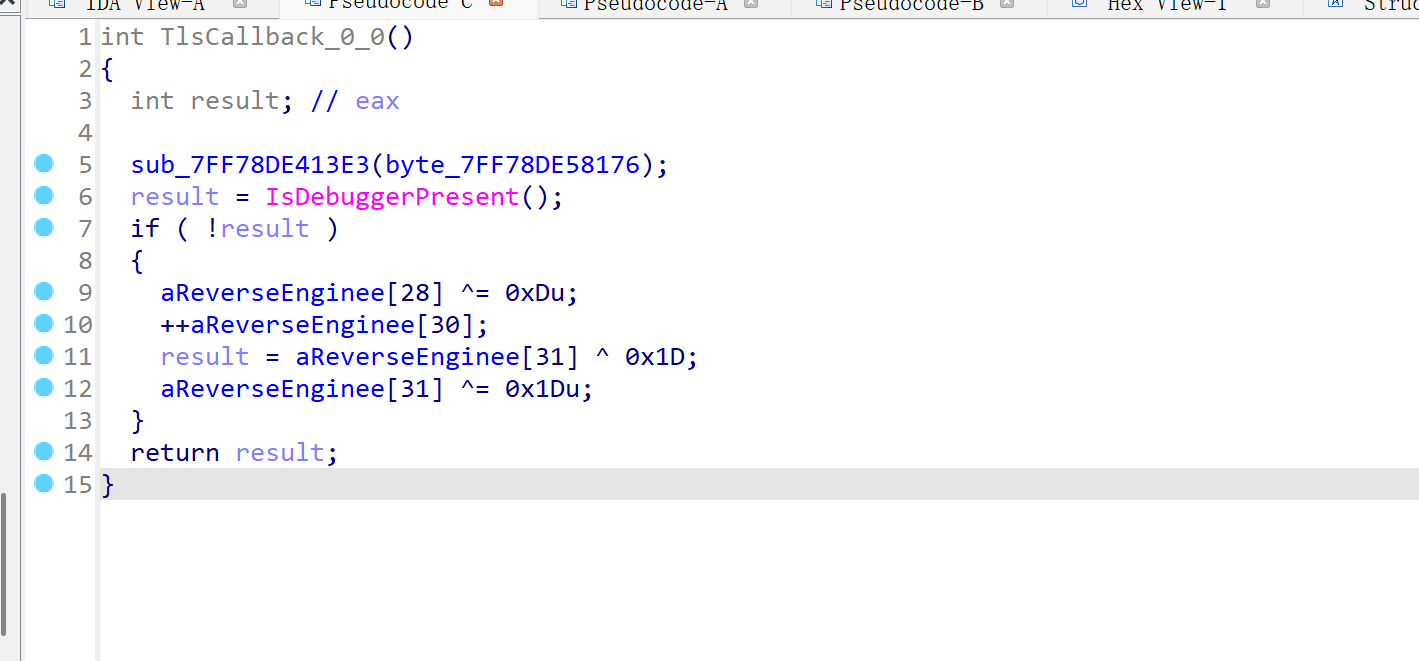 IDA View-A Pseudocode-C Pseudocode-A Pseudocode-B Hex View-1
1 int TlsCallback_0_0()
2 {
3 int result; // eax
4
5 sub_7FF78DE413E3(byte_7FF78DE58176);
6 result = IsDebuggerPresent();
7 if ( !result )
8 {
9 aReverseEnginee[28] ^= 0xDu;
10 ++aReverseEnginee[30];
11 result = aReverseEnginee[31] ^ 0x1D;
12 aReverseEnginee[31] ^= 0x1Du;
13 }
14 return result;
15 }